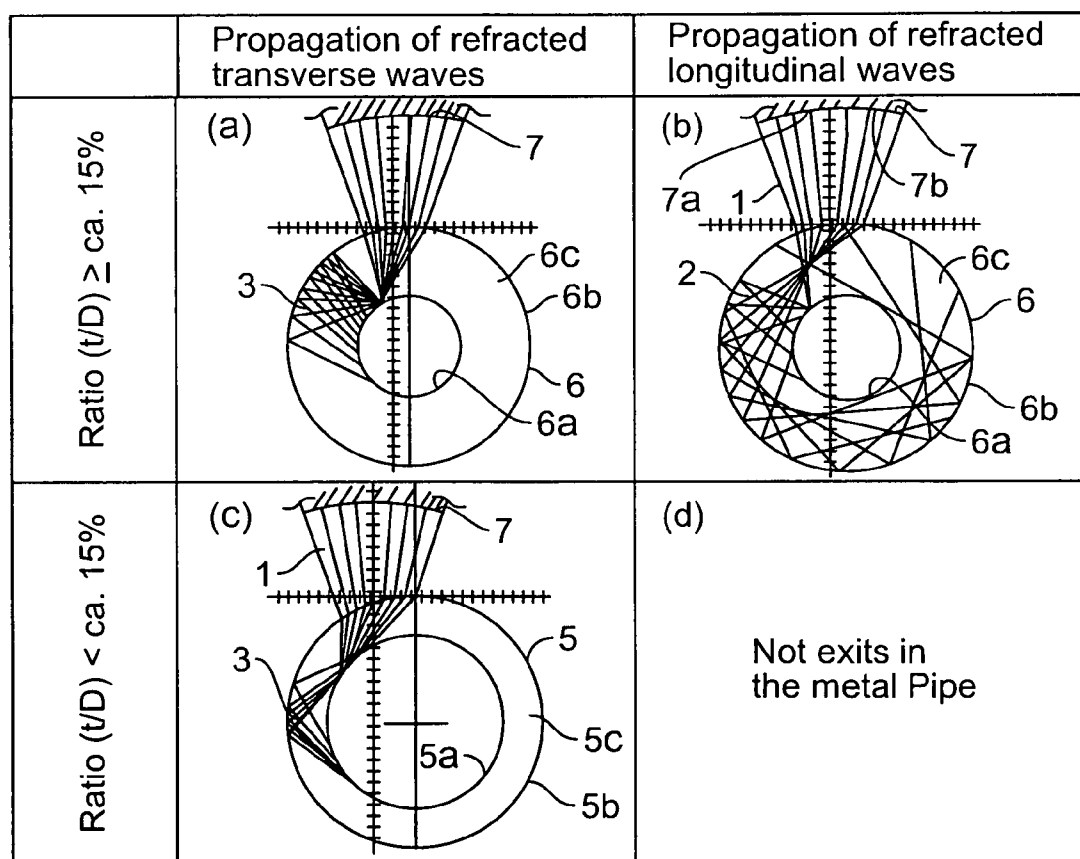 Propagation of refracted
transverse waves
Propagation of refracted
longitudinal waves
Ratio (t/D) ≥ ca. 15%
(a)
7
3
6c
6b
6
6a
(b)
7
7a
1
7b
2
6c
6
6b
6a
Ratio (t/D) < ca. 15%
(c)
7
1
3
5
5c
5a
5b
(d)
Not exits in
the metal Pipe